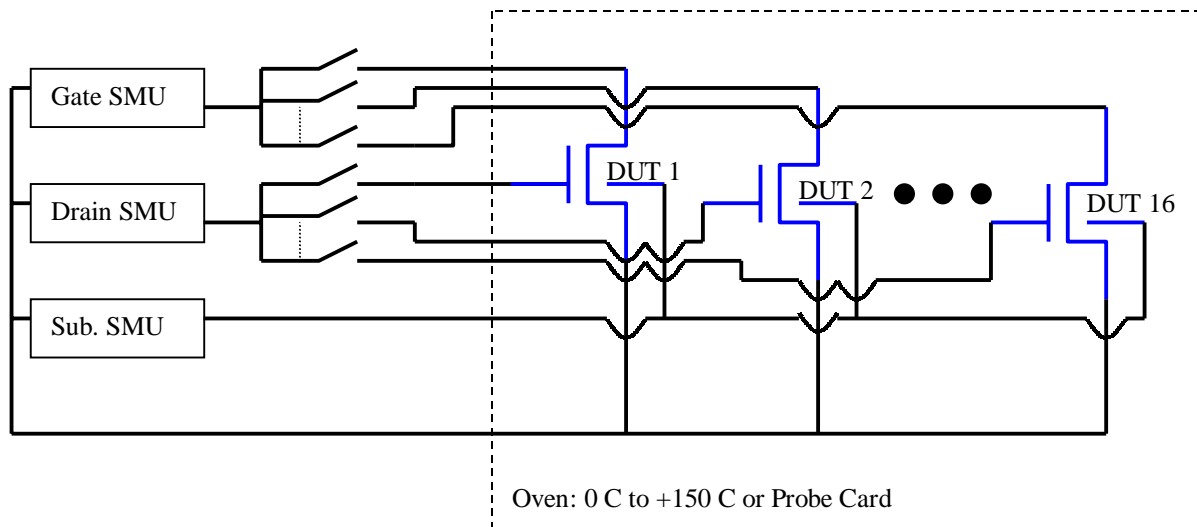 Gate SMU
DUT 1
DUT 2
DUT 16
Drain SMU
Sub. SMU
Oven: 0 C to +150 C or Probe Card